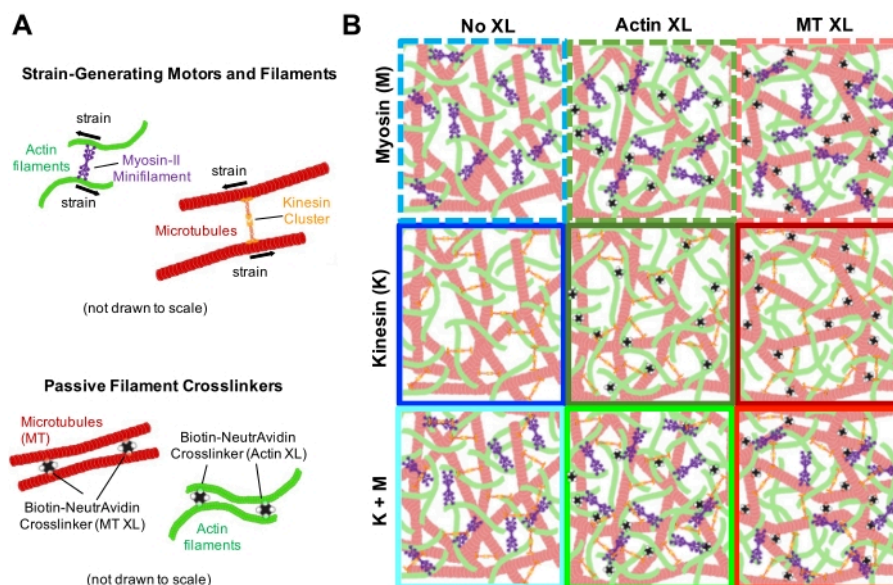 A
Strain-Generating Motors and Filaments
strain
Actin
filaments
Myosin-II
Minifilament
strain
strain
Microtubules
Kinesin
Cluster
strain
(not drawn to scale)
Passive Filament Crosslinkers
Microtubules
(MT)
Biotin-NeutrAvidin
Crosslinker (Actin XL)
Biotin-NeutrAvidin
Crosslinker (MT XL)
Actin
filaments
(not drawn to scale)
B
No XL
Actin XL
MT XL
Myosin (M)
Kinesin (K)
K + M